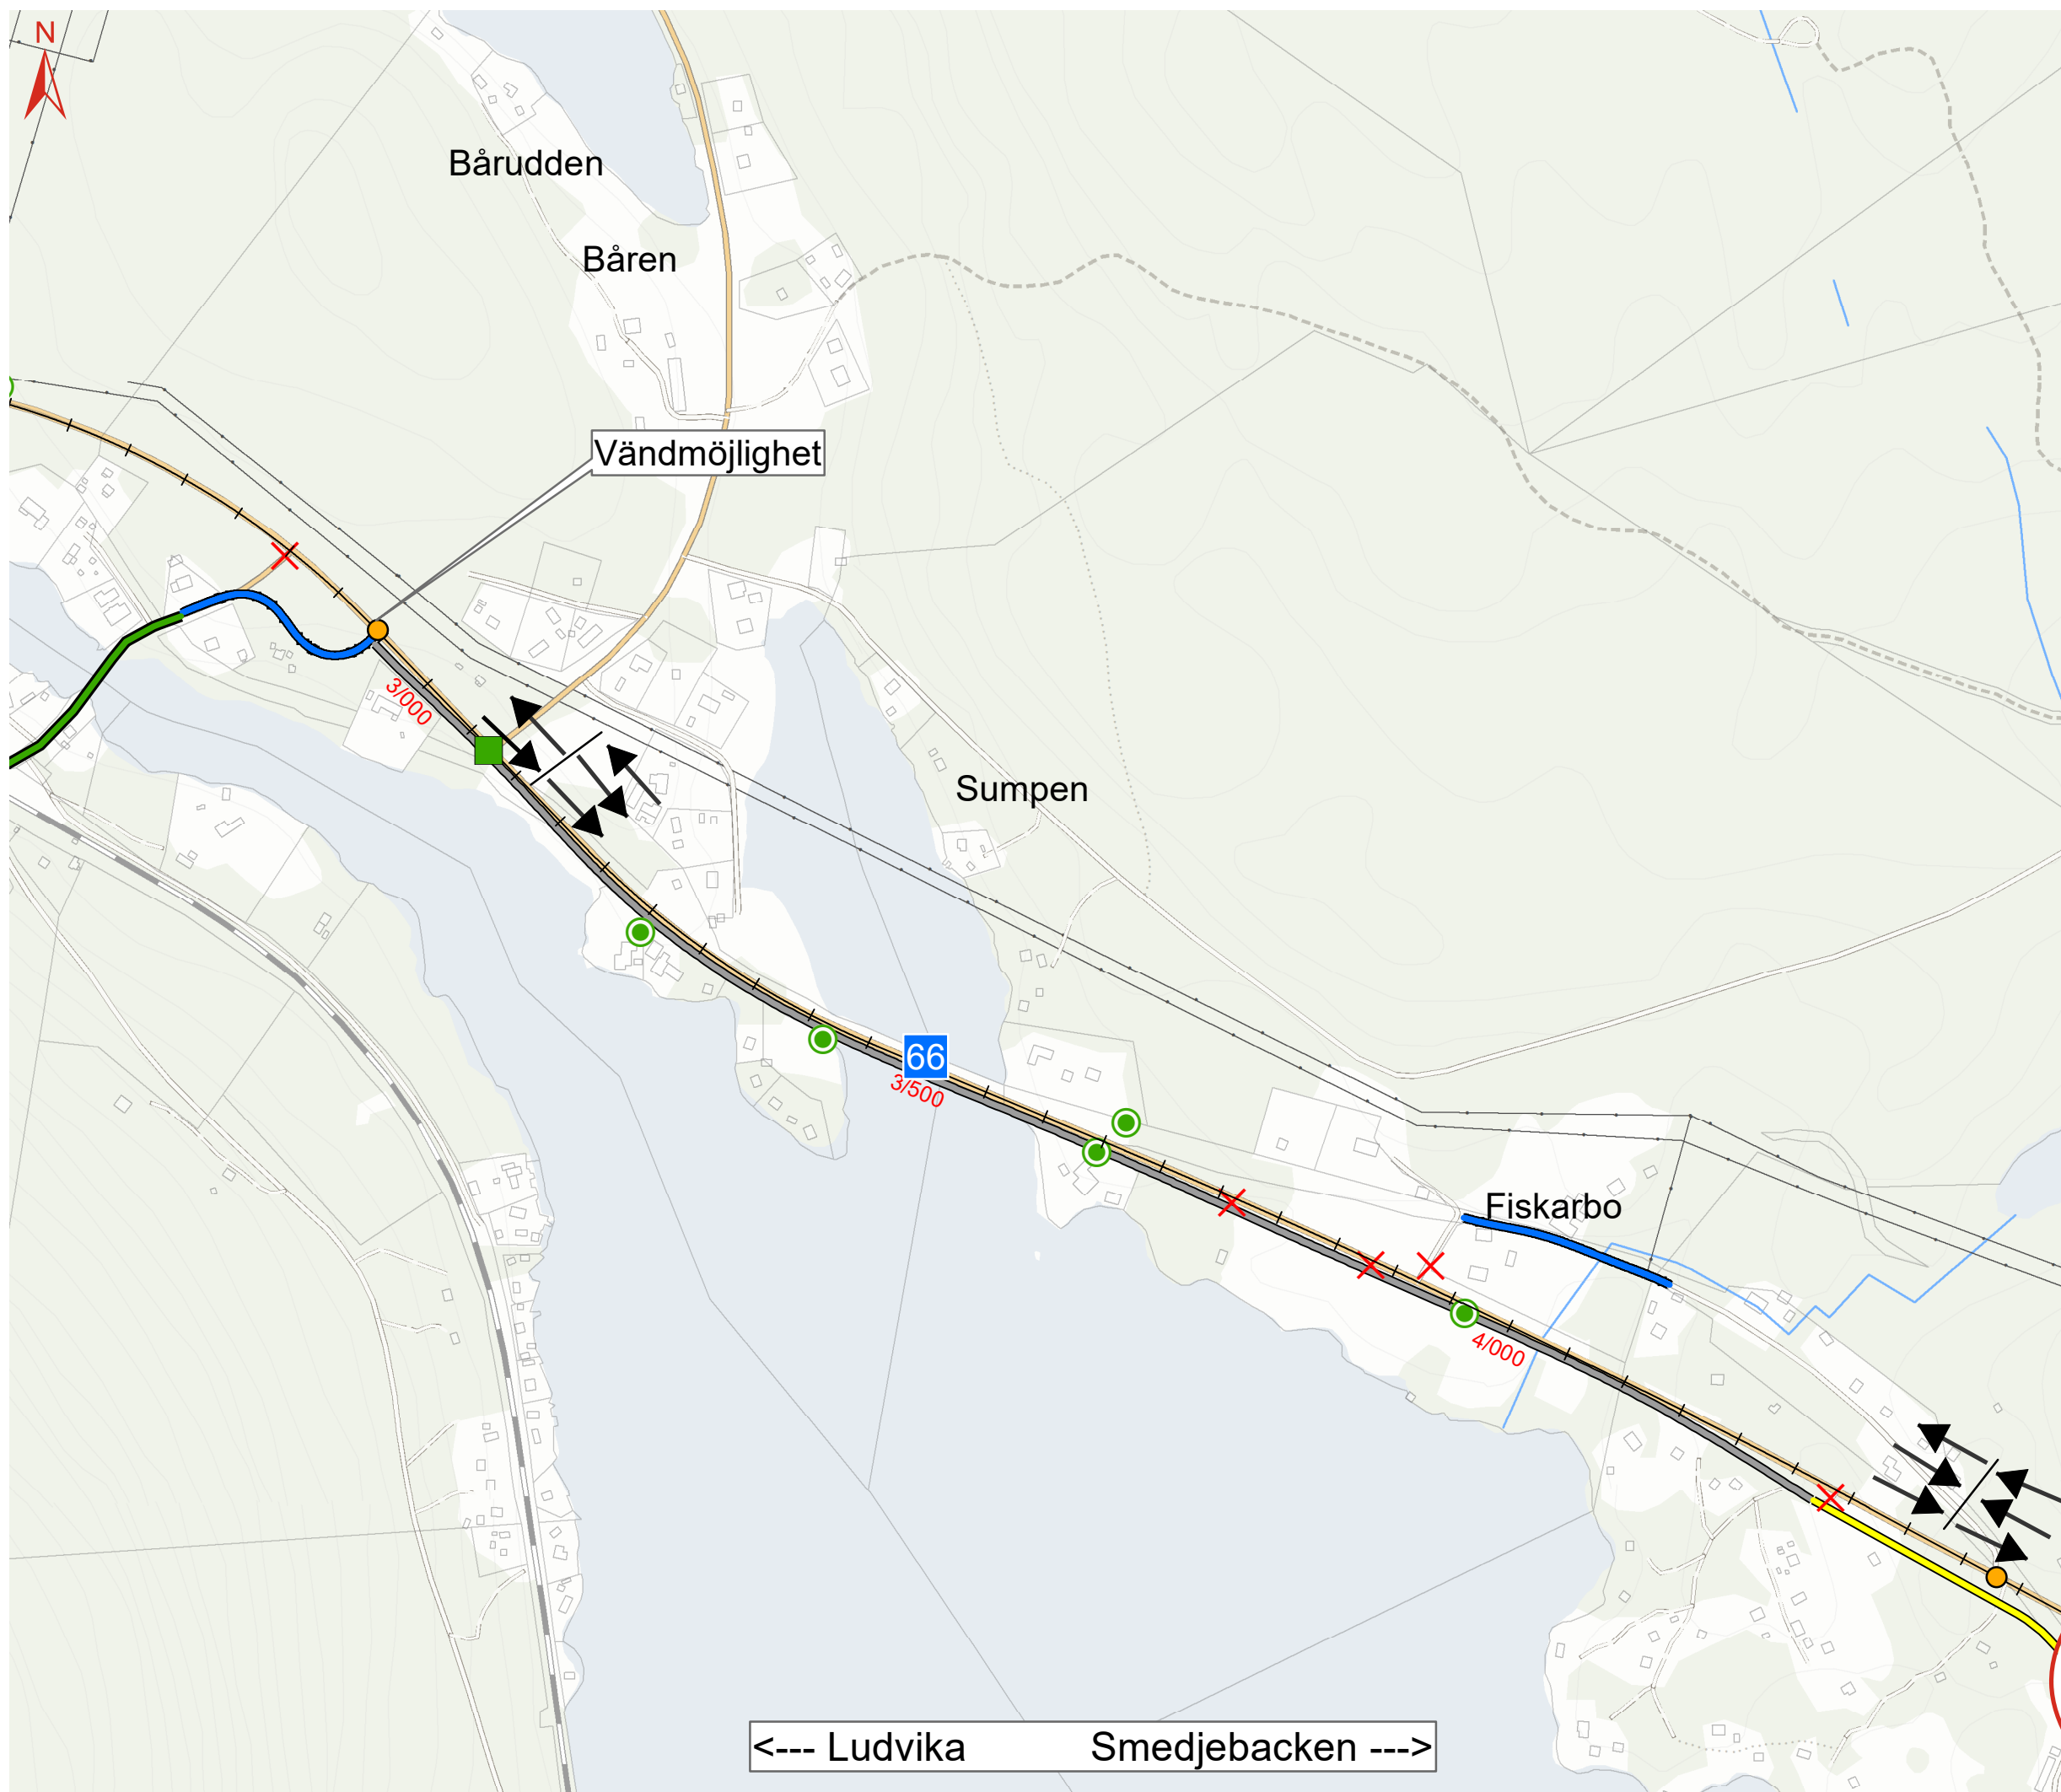 N
Bårudden
Båren
Vändmöjlighet
3/000
Sumpen
66
3/500
Fiskarbo
4/000
<--- Ludvika Smedjebacken --->